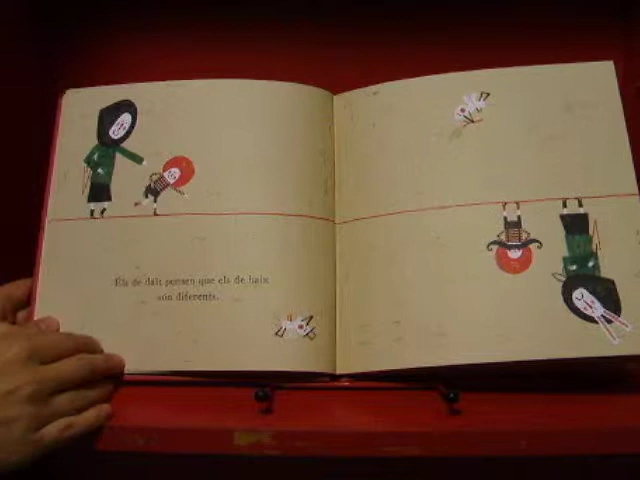 Els de dalt pensen que els de baix
són diferents.